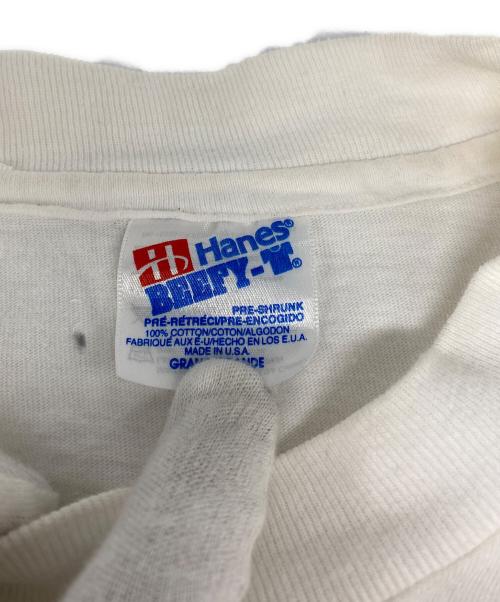 Hanes®
BEEFY-T®
PRE-SHRUNK
PRÉ-RÉTRÉCI/PRE-ENCOGIDO
100% COTTON/COTON/ALGODON
FABRIQUÉ AUX É-U/HECHO EN LOS E.U.A.
MADE IN U.S.A.